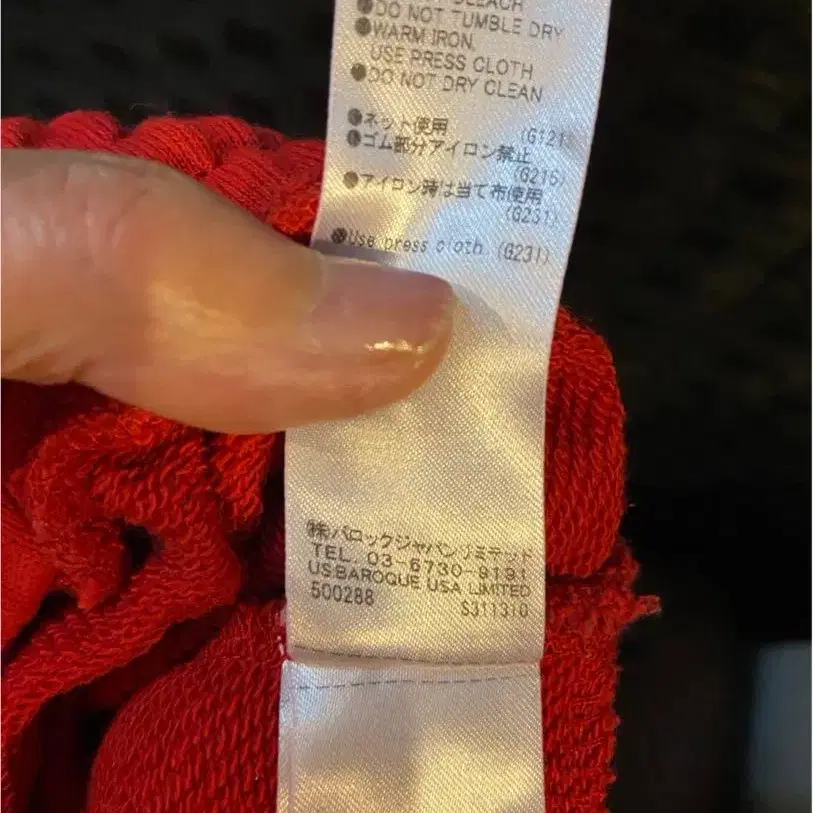 BLEACH
●DO NOT TUMBLE DRY
●WARM IRON.
USE PRESS CLOTH
●DO NOT DRY CLEAN
●ネット使用 (G121)
●ゴム部分アイロン禁止
(G216)
●アイロン時は当て布使用
(G231)
●Use press cloth (G231)
㈱バロックジャパンリミテッド
TEL 03-6730-9191
US:BAROQUE USA LIMITED
500288 S311310